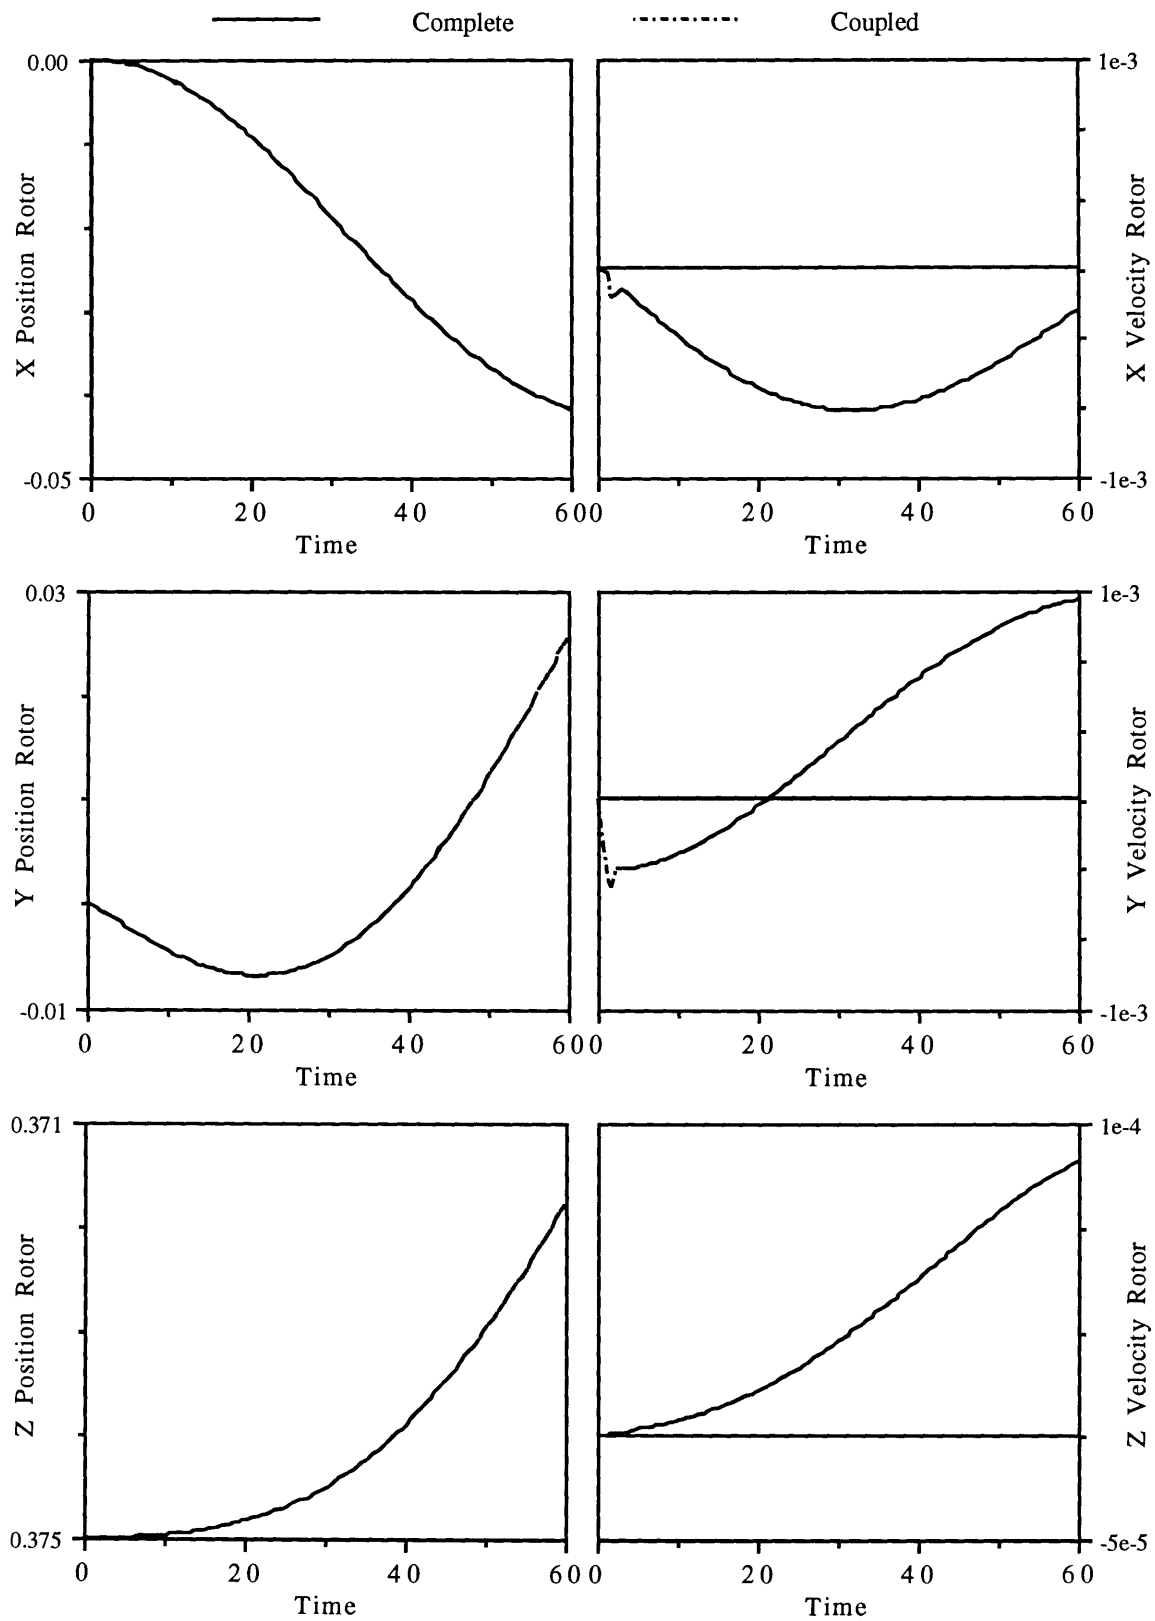 Complete Coupled
0.00 1e-3
X Position Rotor X Velocity Rotor
-0.05 -1e-3
0 20 40 60 0 20 40 60
Time Time
0.03 1e-3
Y Position Rotor Y Velocity Rotor
-0.01 -1e-3
0 20 40 60 0 20 40 60
Time Time
0.371 1e-4
Z Position Rotor Z Velocity Rotor
0.375 -5e-5
0 20 40 60 0 20 40 60
Time Time